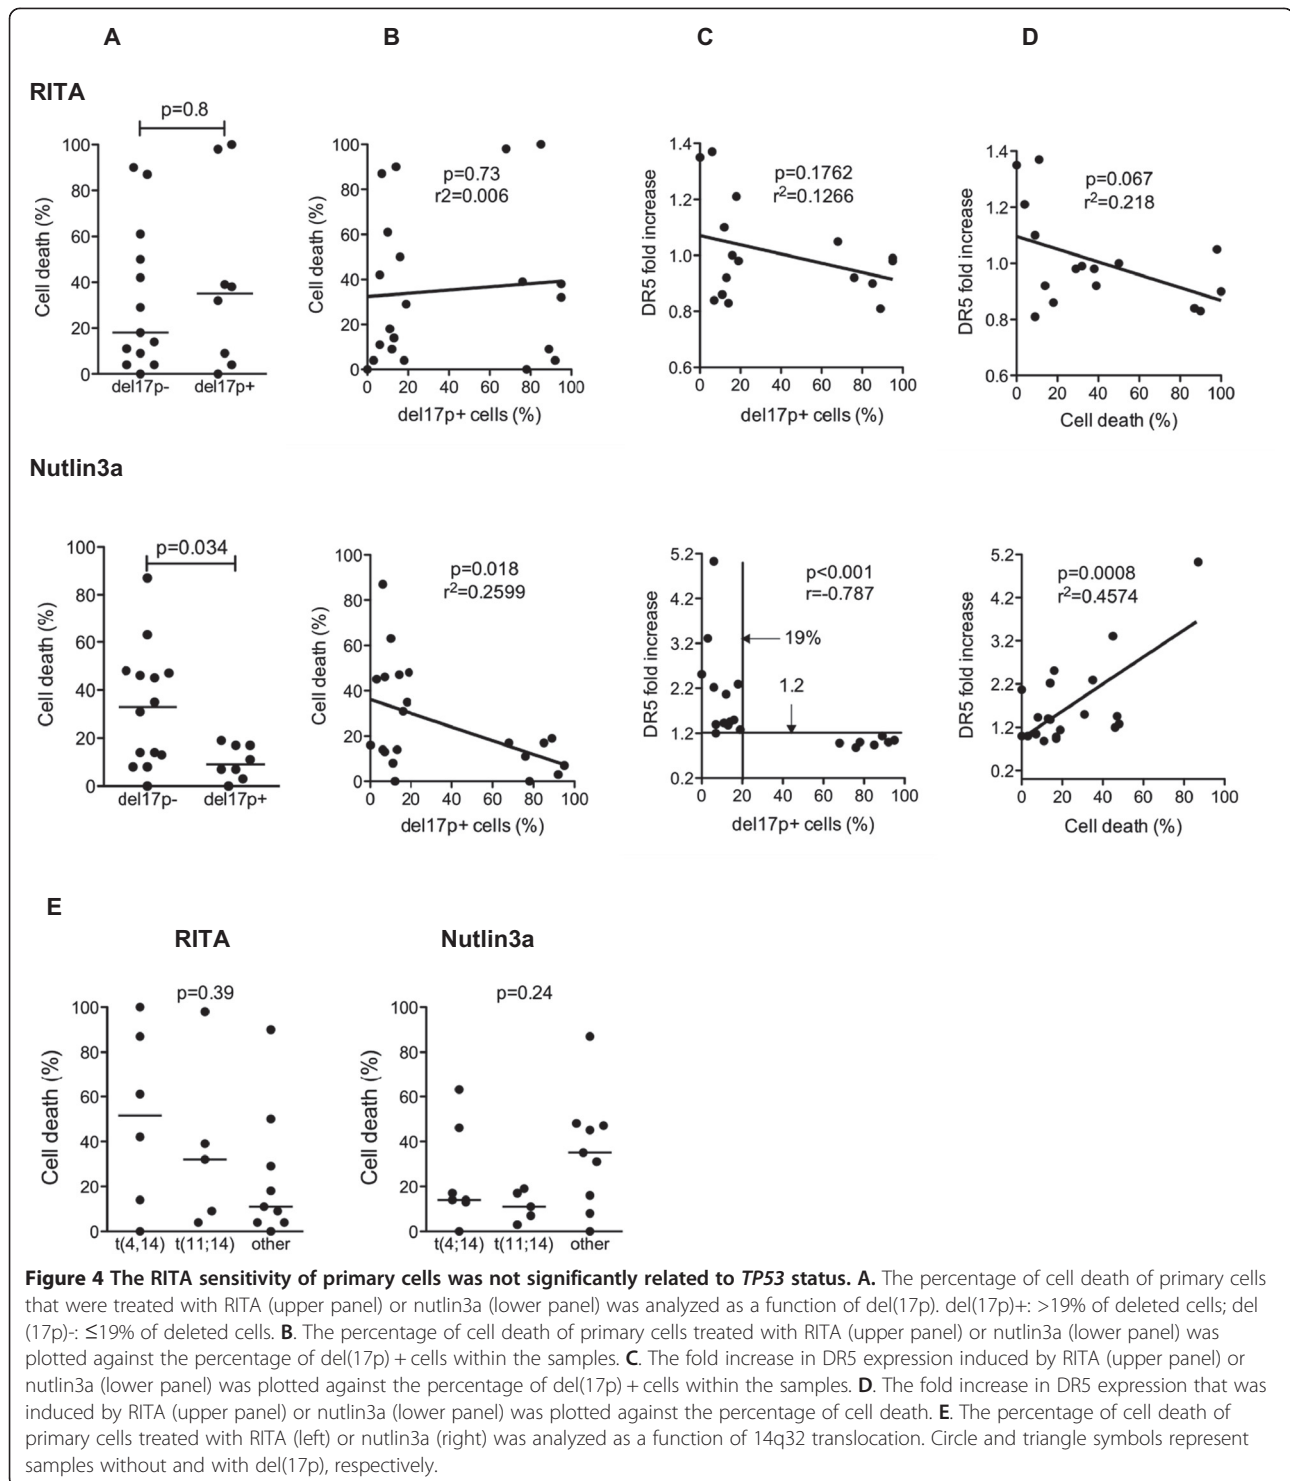 A B C D
RITA
p=0.8
100
80
60
40
20
0
Cell death (%)
del17p- del17p+
100
80
60
40
20
0
Cell death (%)
p=0.73
r2=0.006
0 20 40 60 80 100
del17p+ cells (%)
1.4
1.2
1.0
0.8
0.6
DR5 fold increase
p=0.1762
r²=0.1266
0 20 40 60 80 100
del17p+ cells (%)
1.4
1.2
1.0
0.8
0.6
DR5 fold increase
p=0.067
r²=0.218
0 20 40 60 80 100
Cell death (%)
Nutlin3a
p=0.034
100
80
60
40
20
0
Cell death (%)
del17p- del17p+
100
80
60
40
20
0
Cell death (%)
p=0.018
r²=0.2599
0 20 40 60 80 100
del17p+ cells (%)
5.2
4.2
3.2
2.2
1.2
0.2
DR5 fold increase
p<0.001
r=-0.787
19%
1.2
0 20 40 60 80 100
del17p+ cells (%)
5.2
4.2
3.2
2.2
1.2
0.2
DR5 fold increase
p=0.0008
r²=0.4574
0 20 40 60 80 100
Cell death (%)
E
RITA
p=0.39
100
80
60
40
20
0
Cell death (%)
t(4,14) t(11;14) other
Nutlin3a
p=0.24
100
80
60
40
20
0
Cell death (%)
t(4;14) t(11;14) other
Figure 4 The RITA sensitivity of primary cells was not significantly related to TP53 status. A. The percentage of cell death of primary cells
that were treated with RITA (upper panel) or nutlin3a (lower panel) was analyzed as a function of del(17p). del(17p)+: >19% of deleted cells; del
(17p)-: ≤19% of deleted cells. B. The percentage of cell death of primary cells treated with RITA (upper panel) or nutlin3a (lower panel) was
plotted against the percentage of del(17p) + cells within the samples. C. The fold increase in DR5 expression induced by RITA (upper panel) or
nutlin3a (lower panel) was plotted against the percentage of del(17p) + cells within the samples. D. The fold increase in DR5 expression that was
induced by RITA (upper panel) or nutlin3a (lower panel) was plotted against the percentage of cell death. E. The percentage of cell death of
primary cells treated with RITA (left) or nutlin3a (right) was analyzed as a function of 14q32 translocation. Circle and triangle symbols represent
samples without and with del(17p), respectively.